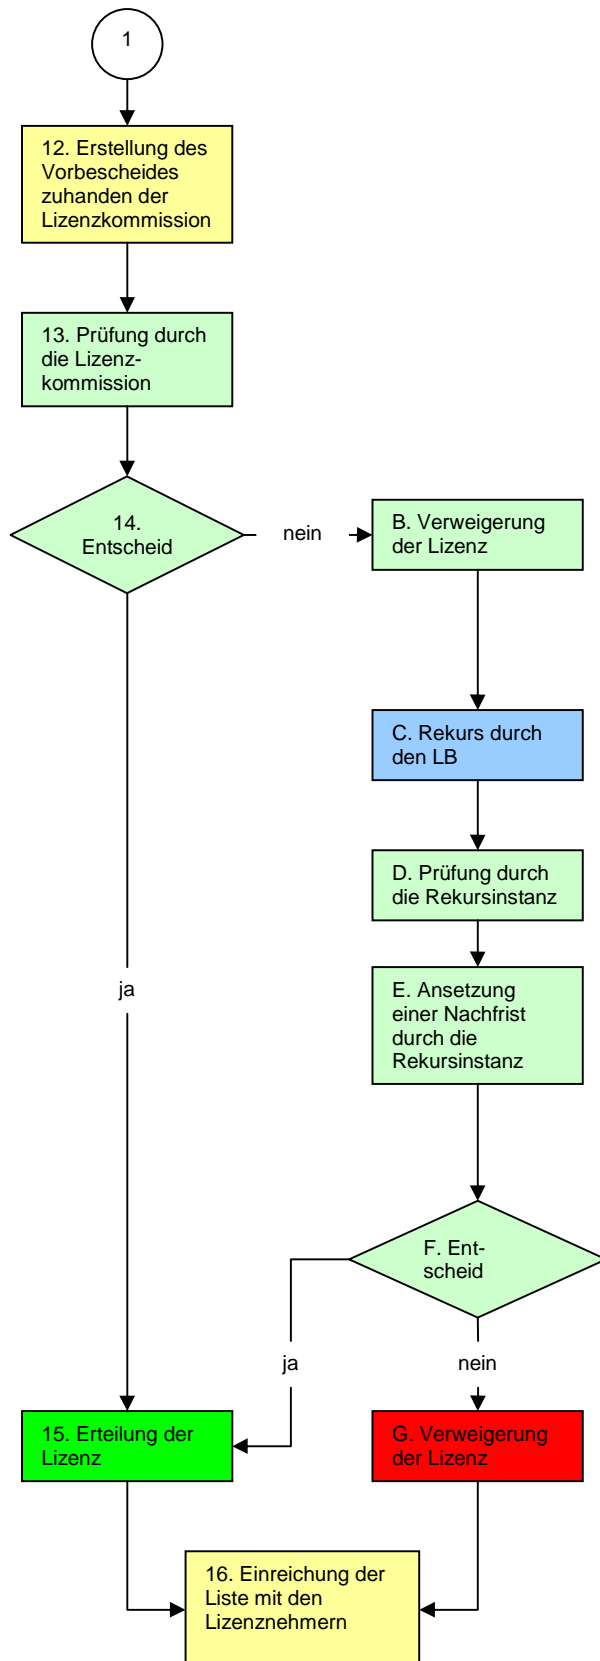 1
12. Erstellung des
Vorbescheides
zuhanden der
Lizenzkommission
13. Prüfung durch
die Lizenz-
kommission
14.
Entscheid
nein
B. Verweigerung
der Lizenz
C. Rekurs durch
den LB
D. Prüfung durch
die Rekursinstanz
ja
E. Ansetzung
einer Nachfrist
durch die
Rekursinstanz
F. Ent-
scheid
ja
nein
15. Erteilung der
Lizenz
G. Verweigerung
der Lizenz
16. Einreichung der
Liste mit den
Lizenznehmern